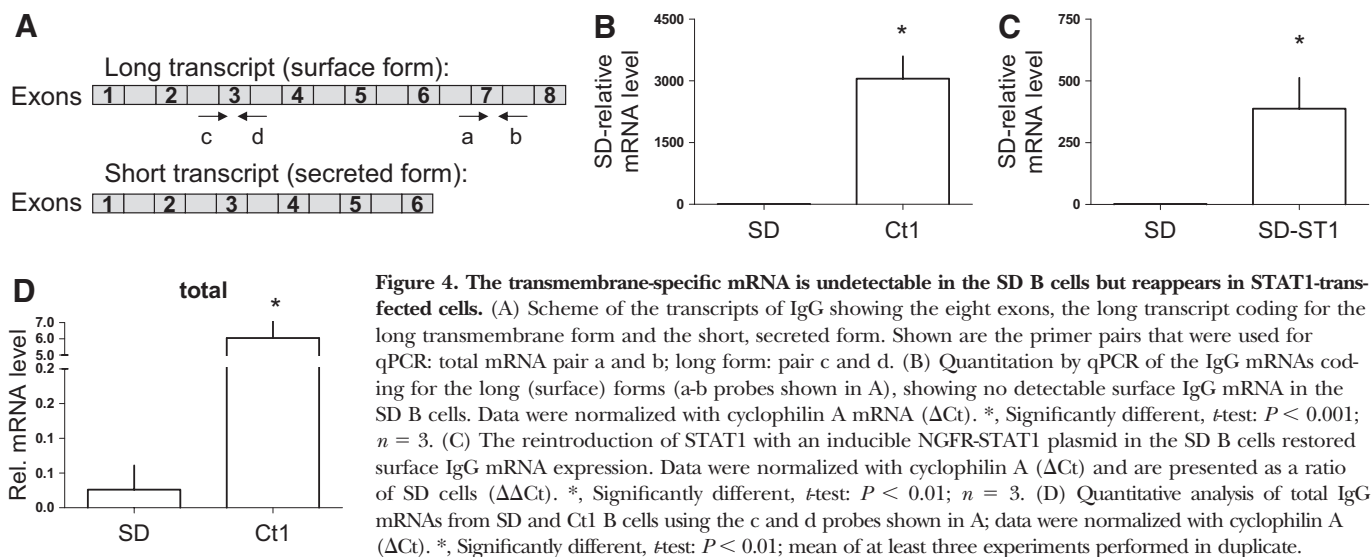 A
Long transcript (surface form):
Exons 1 2 3 4 5 6 7 8
c d a b
Short transcript (secreted form):
Exons 1 2 3 4 5 6
B
SD-relative
mRNA level
4500
3000
1500
0
*
SD Ct1
C
SD-relative
mRNA level
750
500
250
0
*
SD SD-ST1
D
total
Rel. mRNA level
7.0
6.0
5.0
0.2
0.2
0.1
0.1
0.0
*
SD Ct1
Figure 4. The transmembrane-specific mRNA is undetectable in the SD B cells but reappears in STAT1-trans-
fected cells. (A) Scheme of the transcripts of IgG showing the eight exons, the long transcript coding for the
long transmembrane form and the short, secreted form. Shown are the primer pairs that were used for
qPCR: total mRNA pair a and b; long form: pair c and d. (B) Quantitation by qPCR of the IgG mRNAs cod-
ing for the long (surface) forms (a-b probes shown in A), showing no detectable surface IgG mRNA in the
SD B cells. Data were normalized with cyclophilin A mRNA (ΔCt). *, Significantly different, t-test: P < 0.001;
n = 3. (C) The reintroduction of STAT1 with an inducible NGFR-STAT1 plasmid in the SD B cells restored
surface IgG mRNA expression. Data were normalized with cyclophilin A (ΔCt) and are presented as a ratio
of SD cells (ΔΔCt). *, Significantly different, t-test: P < 0.01; n = 3. (D) Quantitative analysis of total IgG
mRNAs from SD and Ct1 B cells using the c and d probes shown in A; data were normalized with cyclophilin A
(ΔCt). *, Significantly different, t-test: P < 0.01; mean of at least three experiments performed in duplicate.